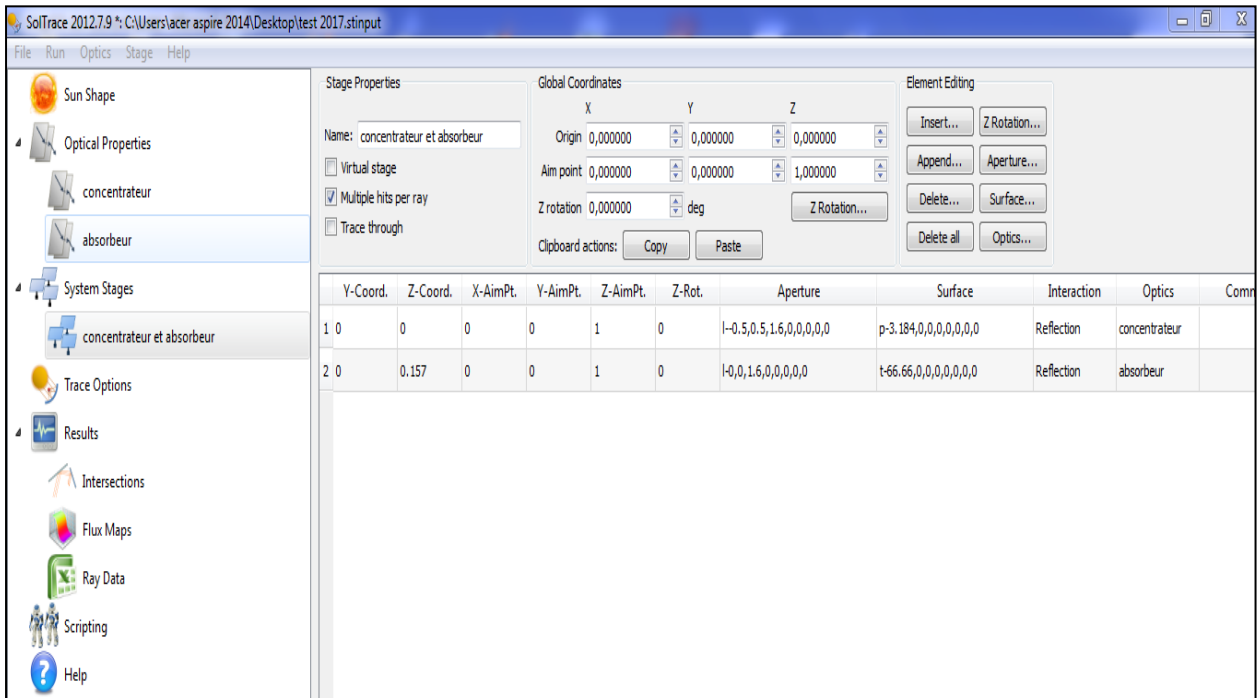 SolTrace 2012.7.9 *: C:\Users\acer aspire 2014\Desktop\test 2017.stinput
File Run Optics Stage Help
Sun Shape
Optical Properties
concentrateur
absorbeur
System Stages
concentrateur et absorbeur
Trace Options
Results
Intersections
Flux Maps
Ray Data
Scripting
Help
Stage Properties
Name: concentrateur et absorbeur
Virtual stage
Multiple hits per ray
Trace through
Global Coordinates
X Y Z
Origin 0,000000 0,000000 0,000000
Aim point 0,000000 0,000000 1,000000
Z rotation 0,000000 deg Z Rotation...
Clipboard actions: Copy Paste
Element Editing
Insert... Z Rotation...
Append... Aperture...
Delete... Surface...
Delete all Optics...
Y-Coord. Z-Coord. X-AimPt. Y-AimPt. Z-AimPt. Z-Rot. Aperture Surface Interaction Optics Comm
1 0 0 0 0 1 0 l--0.5,0.5,1.6,0,0,0,0,0 p-3.184,0,0,0,0,0,0,0 Reflection concentrateur
2 0 0.157 0 0 1 0 l-0,0,1.6,0,0,0,0,0 t-66.66,0,0,0,0,0,0,0 Reflection absorbeur